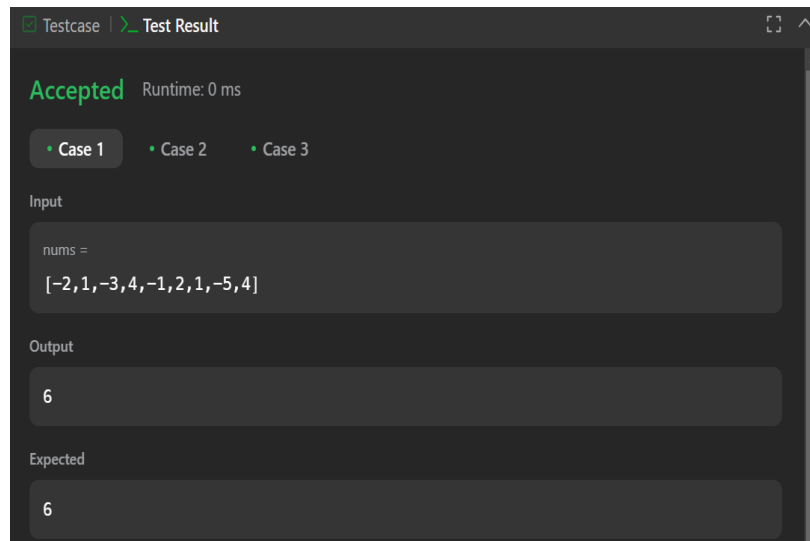 Testcase | >_ Test Result
Accepted Runtime: 0 ms
• Case 1 • Case 2 • Case 3
Input
nums =
[-2,1,-3,4,-1,2,1,-5,4]
Output
6
Expected
6